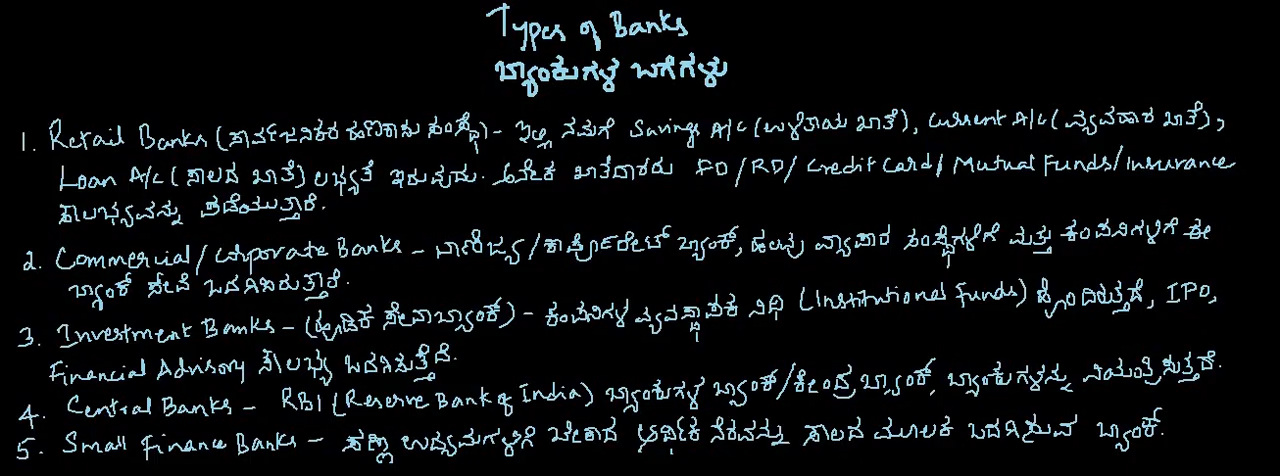 Types of Banks
ಬ್ಯಾಂಕುಗಳ ಬಗೆಗಳು
1. Retail Banks (ಸಾರ್ವಜನಿಕರ ಹಣಕಾಸು ಸಂಸ್ಥೆ) - ಇಲ್ಲಿ ನಮಗೆ Savings A/C (ಉಳಿತಾಯ ಖಾತೆ), Current A/C (ವ್ಯವಹಾರ ಖಾತೆ),
Loan A/C (ಸಾಲದ ಖಾತೆ) ಲಭ್ಯತೆ ಇರುವುದು. ಅನೇಕ ಖಾತೆದಾರರು FD/RD/Credit Card/Mutual Funds/Insurance
ಸೌಲಭ್ಯವನ್ನು ಪಡೆಯುತ್ತಾರೆ.
2. Commercial/Corporate Banks - ವಾಣಿಜ್ಯ/ಕಾರ್ಪೊರೇಟ್ ಬ್ಯಾಂಕ್, ಹಲವು ವ್ಯಾಪಾರ ಸಂಸ್ಥೆಗಳಿಗೆ ಮತ್ತು ಕಂಪನಿಗಳಿಗೆ ಈ
ಬ್ಯಾಂಕ್ ಸೇವೆ ಒದಗಿಸಿರುತ್ತಾರೆ.
3. Investment Banks - (ಹೂಡಿಕೆ ಸೇವಾಬ್ಯಾಂಕ್) - ಕಂಪನಿಗಳ ವ್ಯವಸ್ಥಾಪಕ ನಿಧಿ (Institutional Funds) ಹೊಂದಿರುತ್ತದೆ, IPO,
Financial Advisory ಸೌಲಭ್ಯ ಒದಗಿಸುತ್ತದೆ.
4. Central Banks - RBI (Reserve Bank of India) ಬ್ಯಾಂಕುಗಳ ಬ್ಯಾಂಕ್/ಕೇಂದ್ರ ಬ್ಯಾಂಕ್, ಬ್ಯಾಂಕುಗಳನ್ನು ನಿಯಂತ್ರಿಸುತ್ತದೆ.
5. Small Finance Banks - ಸಣ್ಣ ಉದ್ಯಮಗಳಿಗೆ ಬೇಕಾದ ಆರ್ಥಿಕ ನೆರವನ್ನು ಸಾಲದ ಮೂಲಕ ಒದಗಿಸುವ ಬ್ಯಾಂಕ್.